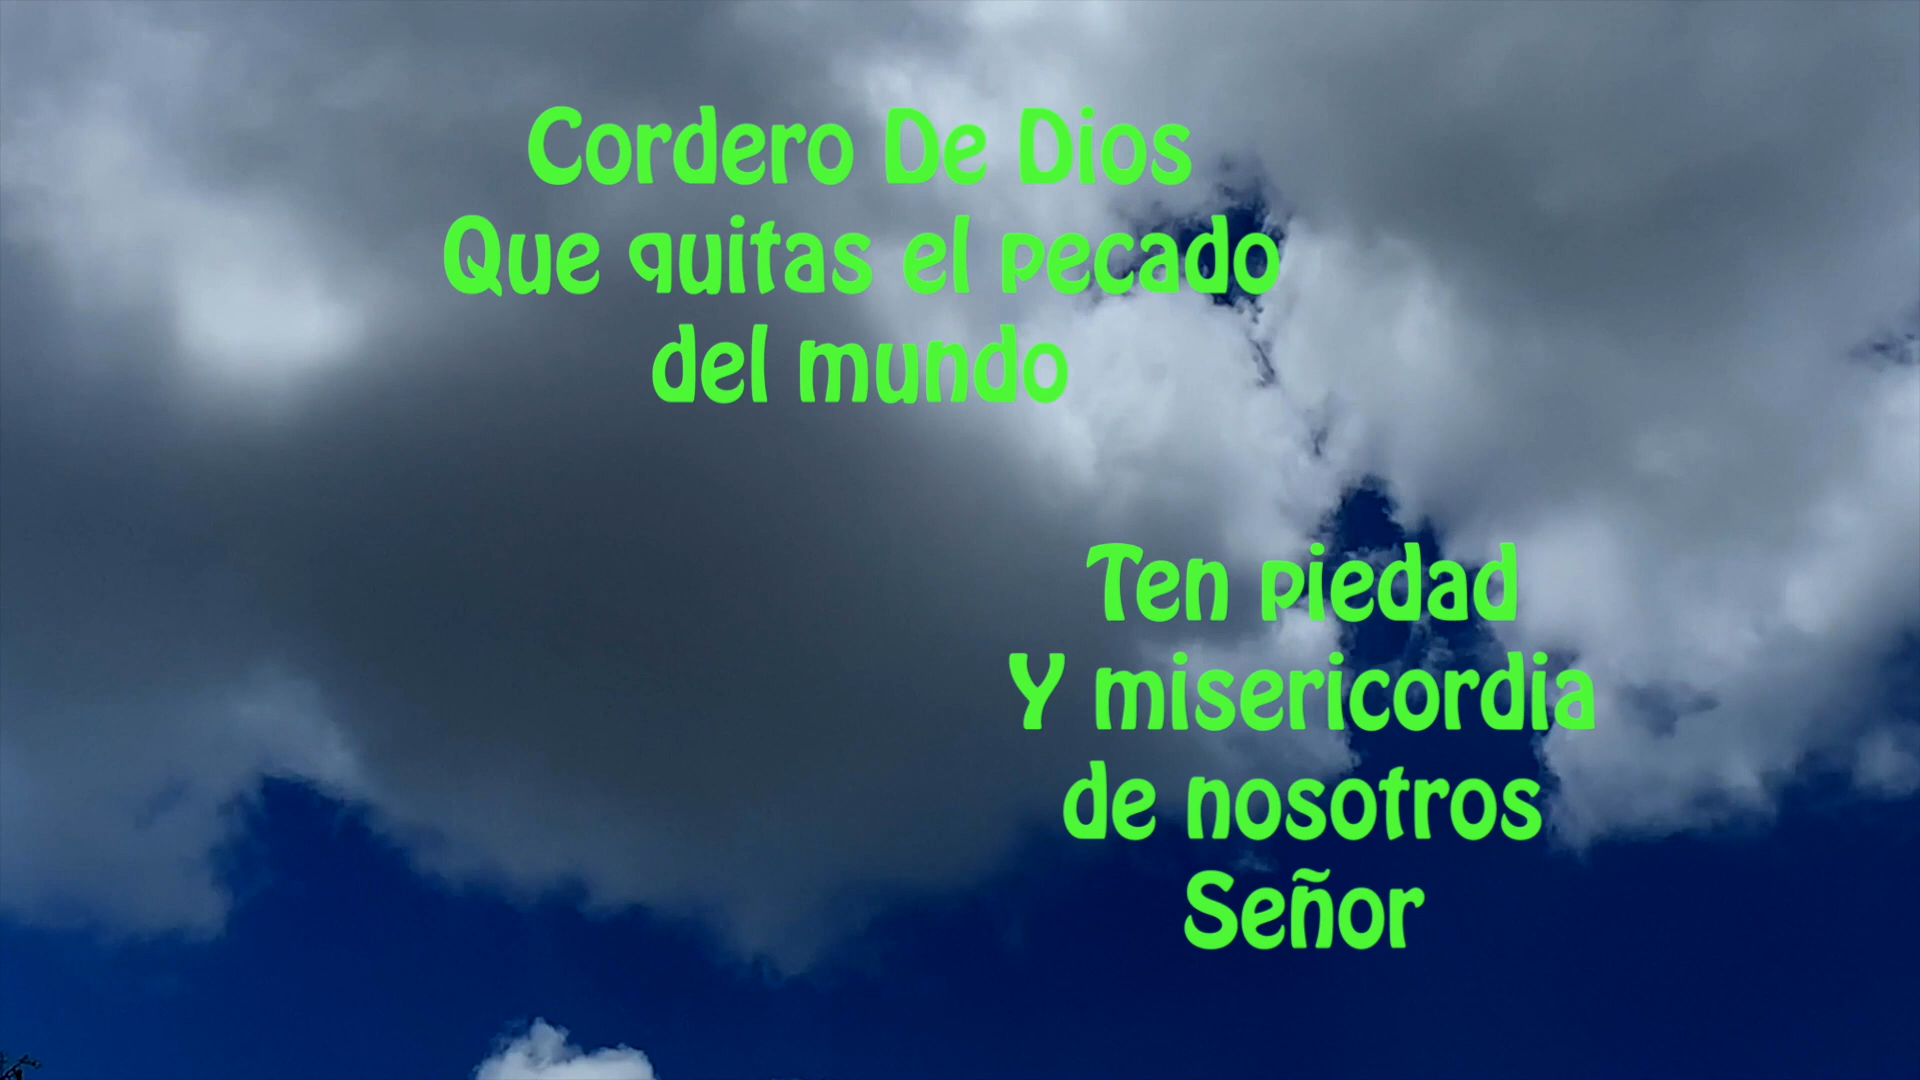 Cordero De Dios
Que quitas el pecado
del mundo
Ten piedad
Y misericordia
de nosotros
Señor